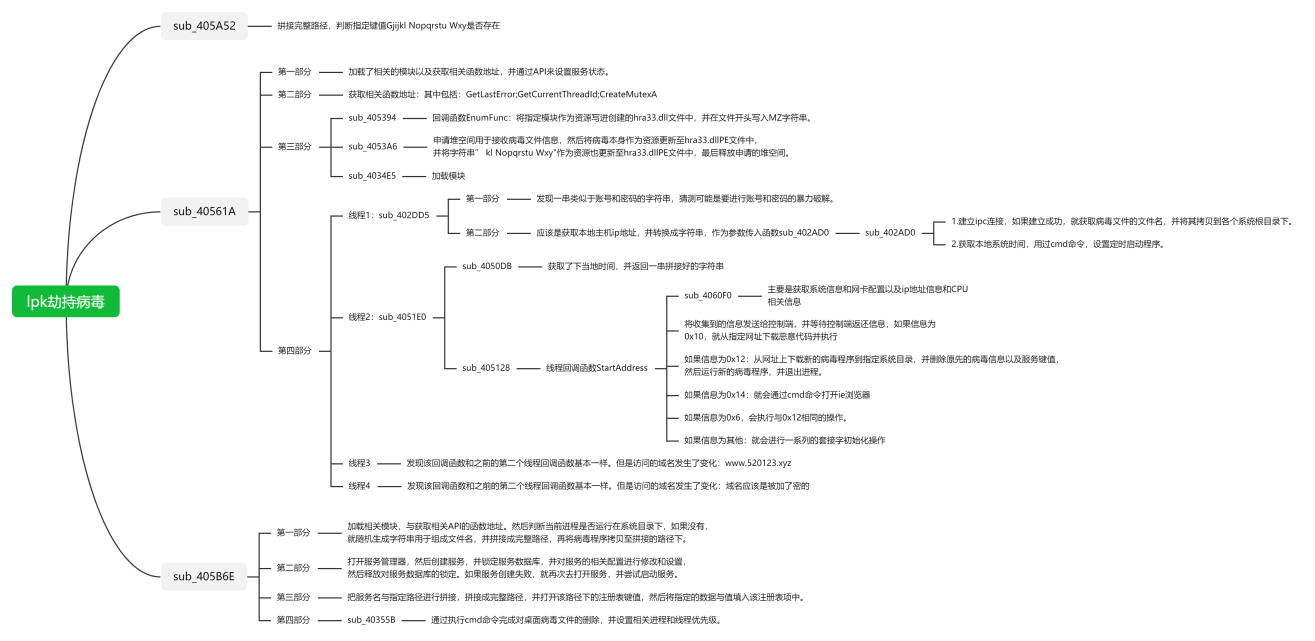 lpk劫持病毒
sub_405A52
拼接完整路径，判断指定键值Gjijkl Nopqrstu Wxy是否存在
sub_40561A
第一部分
加载了相关的模块以及获取相关函数地址，并通过API来设置服务状态。
第二部分
获取相关函数地址：其中包括：GetLastError;GetCurrentThreadId;CreateMutexA
第三部分
sub_405394
回调函数EnumFunc：将指定模块作为资源写进创建的hra33.dll文件中，并在文件开头写入MZ字符串。
sub_4053A6
申请堆空间用于接收病毒文件信息，然后将病毒本身作为资源更新至hra33.dllPE文件中，
并将字符串” kl Nopqrstu Wxy"作为资源也更新至hra33.dllPE文件中，最后释放申请的堆空间。
sub_4034E5
加载模块
第四部分
线程1：sub_402DD5
第一部分
发现一串类似于账号和密码的字符串，猜测可能是要进行账号和密码的暴力破解。
第二部分
应该是获取本地主机ip地址，并转换成字符串，作为参数传入函数sub_402AD0
sub_402AD0
1.建立ipc连接，如果建立成功，就获取病毒文件的文件名，并将其拷贝到各个系统根目录下。
2.获取本地系统时间，用过cmd命令，设置定时启动程序。
线程2：sub_4051E0
sub_4050DB
获取了下当地时间，并返回一串拼接好的字符串
sub_405128
线程回调函数StartAddress
sub_4060F0
主要是获取系统信息和网卡配置以及ip地址信息和CPU
相关信息
将收集到的信息发送给控制端，并等待控制端返还信息，如果信息为
0x10，就从指定网址下载恶意代码并执行
如果信息为0x12：从网址上下载新的病毒程序到指定系统目录，并删除原先的病毒信息以及服务键值，
然后运行新的病毒程序，并退出进程。
如果信息为0x14：就会通过cmd命令打开ie浏览器
如果信息为0x6，会执行与0x12相同的操作。
如果信息为其他：就会进行一系列的套接字初始化操作
线程3
发现该回调函数和之前的第二个线程回调函数基本一样。但是访问的域名发生了变化：www.520123.xyz
线程4
发现该回调函数和之前的第二个线程回调函数基本一样。但是访问的域名发生了变化：域名应该是被加了密的
sub_405B6E
第一部分
加载相关模块，与获取相关API的函数地址。然后判断当前进程是否运行在系统目录下，如果没有，
就随机生成字符串用于组成文件名，并拼接成完整路径，再将病毒程序拷贝至拼接的路径下。
第二部分
打开服务管理器，然后创建服务，并锁定服务数据库，并对服务的相关配置进行修改和设置，
然后释放对服务数据库的锁定。如果服务创建失败，就再次去打开服务，并尝试启动服务。
第三部分
把服务名与指定路径进行拼接，拼接成完整路径，并打开该路径下的注册表键值，然后将指定的数据与值填入该注册表项中。
第四部分
sub_40355B
通过执行cmd命令完成对桌面病毒文件的删除，并设置相关进程和线程优先级。